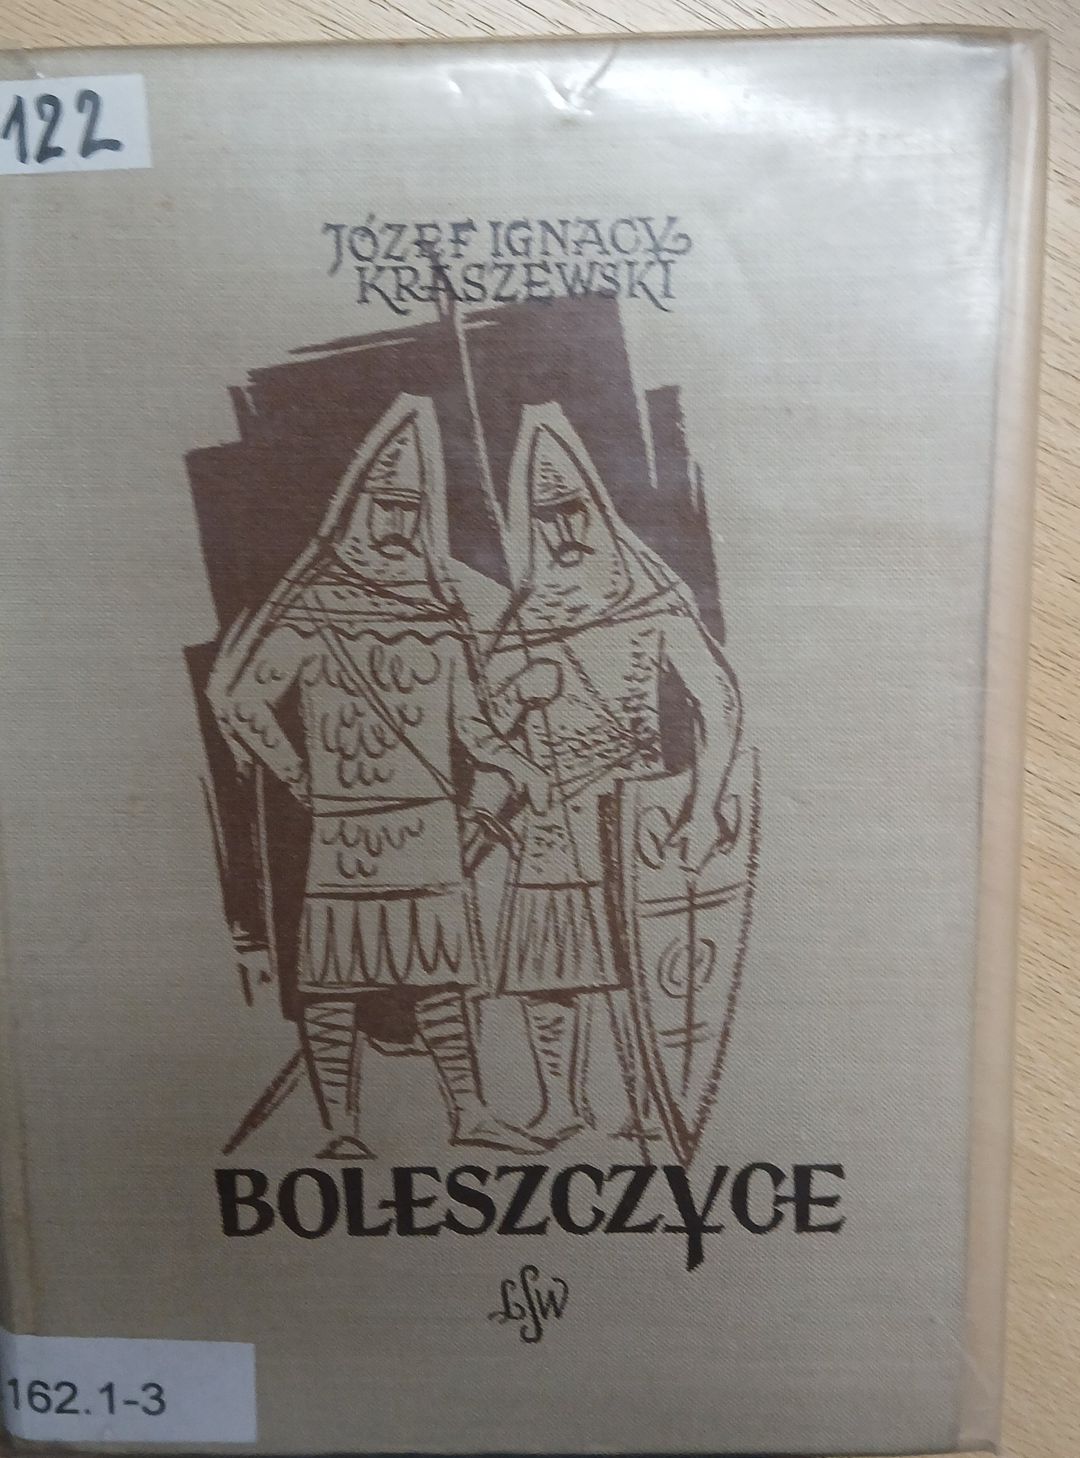 122
JÓZEF IGNACY
KRASZEWSKI
BOLESZCZYCE
LSW
162.1-3